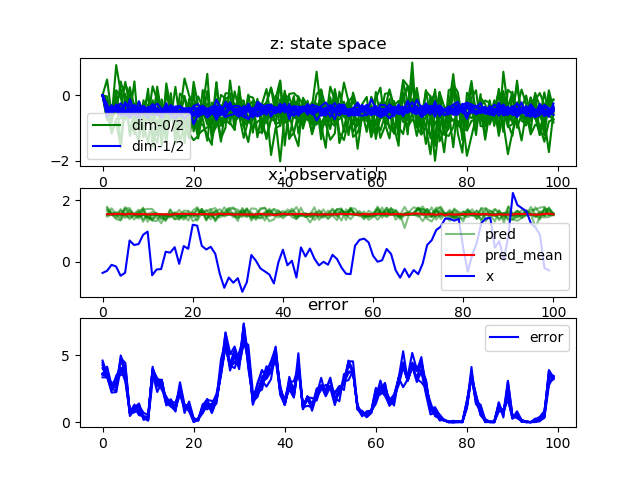 z: state space
0
−2
dim-0/2
dim-1/2
0 20 40 60 80 100
x: observation
2
0
pred
pred_mean
x
0 20 40 60 80 100
error
5
0
error
0 20 40 60 80 100